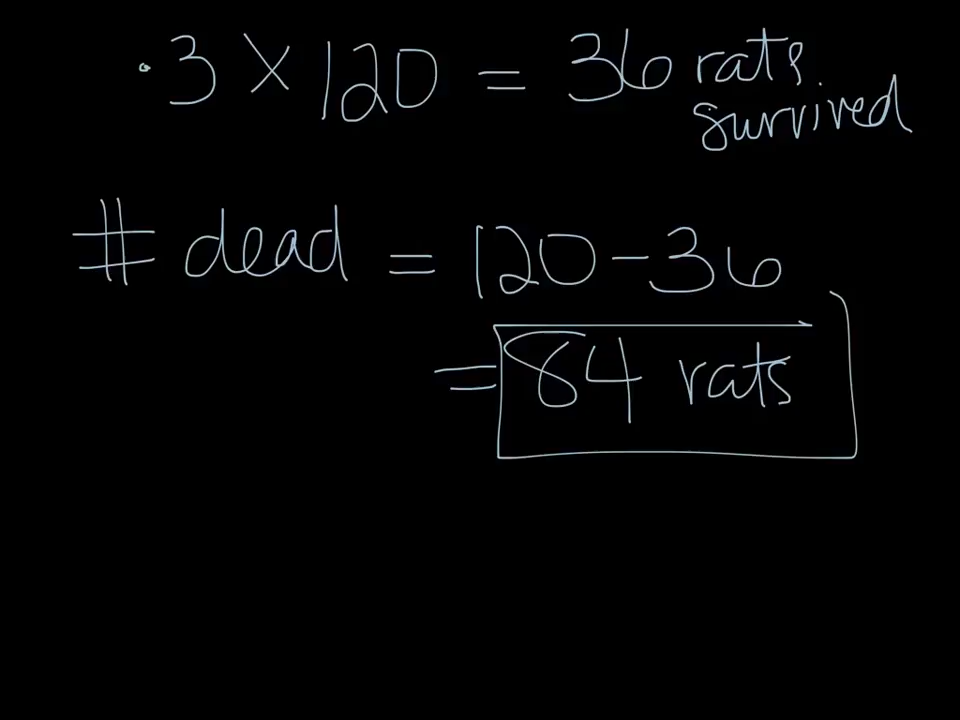 .3 × 120 = 36 rats
survived
# dead = 120 - 36
= 84 rats